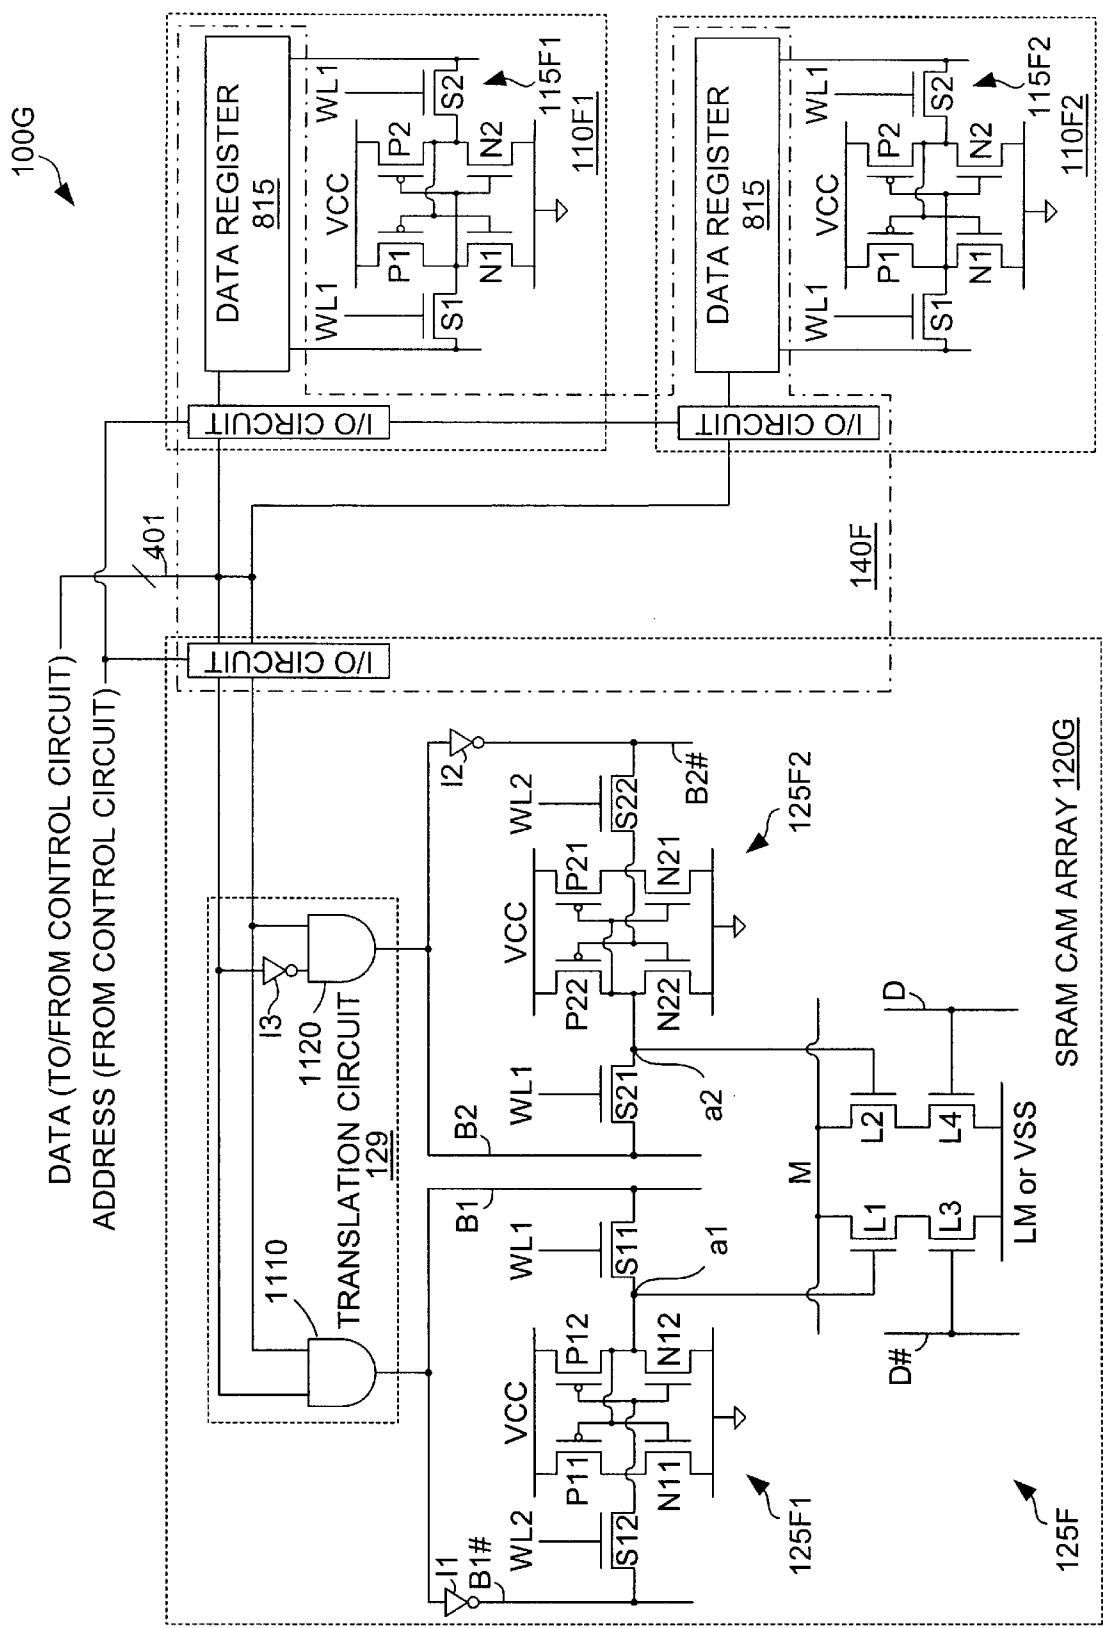 100G
DATA (TO/FROM CONTROL CIRCUIT)
ADDRESS (FROM CONTROL CIRCUIT)
401
1110
I3
1120
TRANSLATION CIRCUIT
129
I/O CIRCUIT
I/O CIRCUIT
I/O CIRCUIT
140F
DATA REGISTER
815
WL1
VCC
WL1
P1
P2
S1
S2
N1
N2
115F1
110F1
DATA REGISTER
815
WL1
VCC
WL1
P1
P2
S1
S2
N1
N2
115F2
110F2
I1
B1#
WL2
VCC
WL1
B1
P11
P12
S12
S11
N11
N12
a1
125F1
B2
WL1
VCC
WL2
I2
P22
P21
S21
S22
N22
N21
B2#
a2
125F2
M
L1
L2
D#
L3
L4
D
LM or VSS
125F
SRAM CAM ARRAY 120G